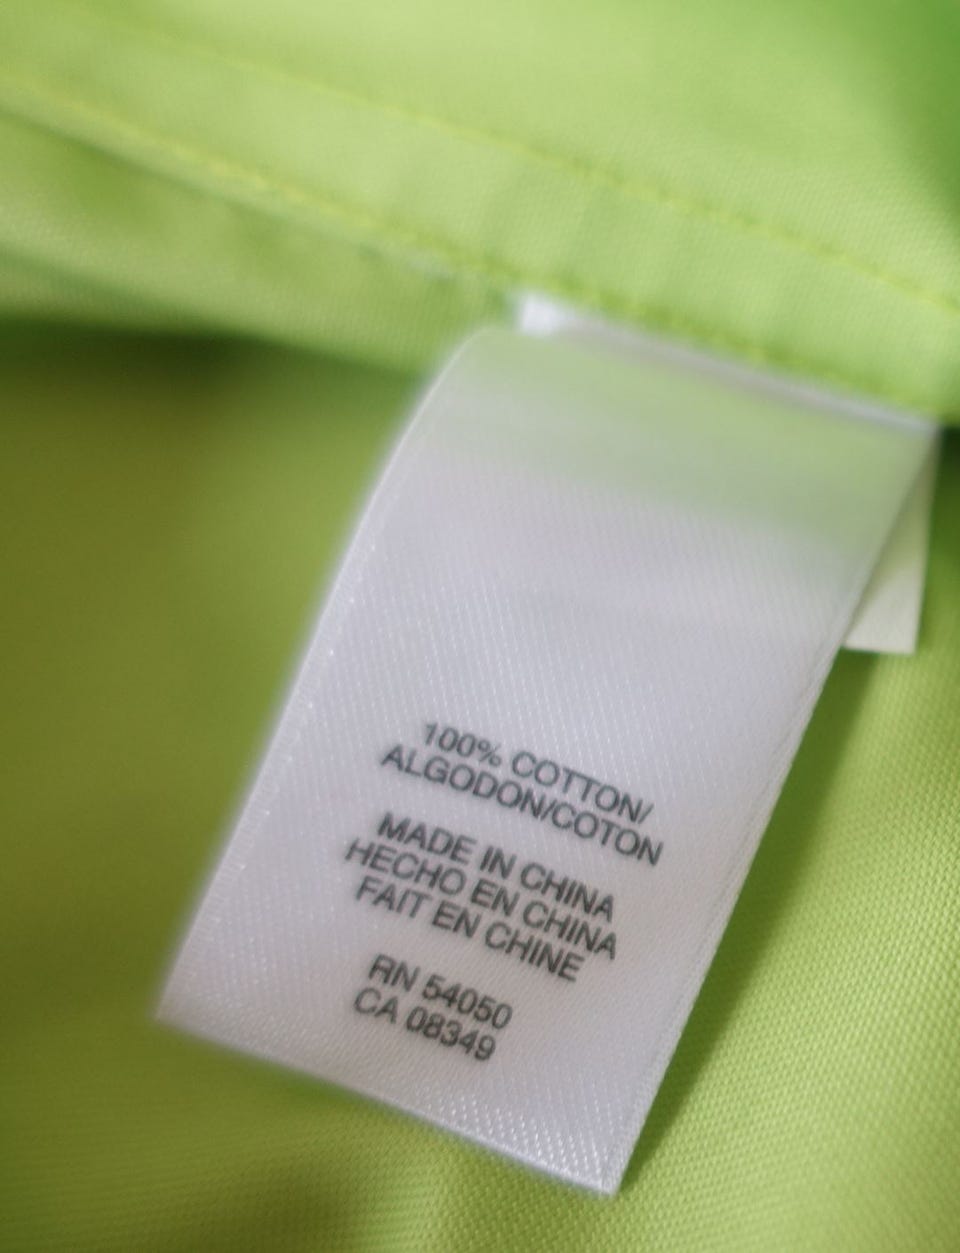 100% COTTON/
ALGODON/COTON
MADE IN CHINA
HECHO EN CHINA
FAIT EN CHINE
RN 54050
CA 08349